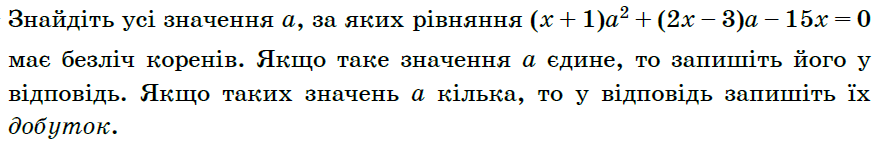 Знайдіть усі значення a, за яких рівняння (x + 1)a² + (2x – 3)a – 15x = 0
має безліч коренів. Якщо таке значення a єдине, то запишіть його у
відповідь. Якщо таких значень a кілька, то у відповідь запишіть їх
добуток.